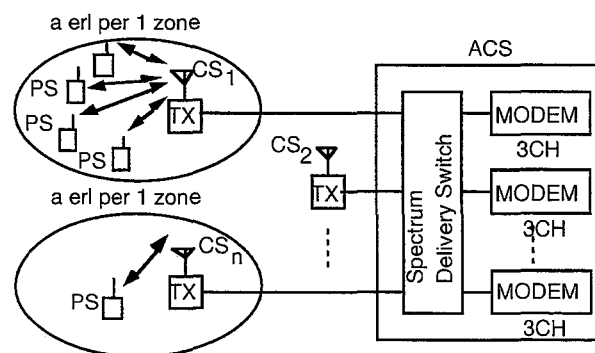 a erl per 1 zone
PS
PS
PS
CS1
TX
a erl per 1 zone
PS
CSn
TX
CS2
TX
ACS
Spectrum
Delivery Switch
MODEM
3CH
MODEM
3CH
MODEM
3CH